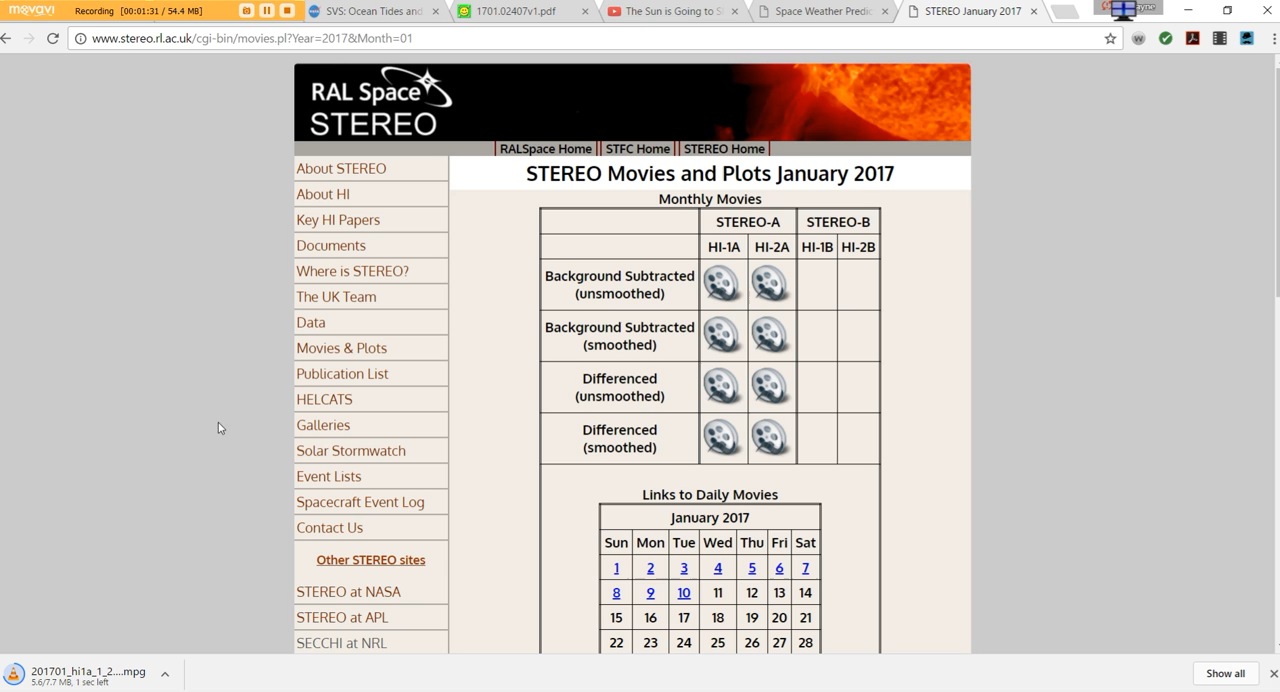 movavi
Recording [00:01:31 / 54.4 MB]
SVS: Ocean Tides and
1701.02407v1.pdf
The Sun is Going to S
Space Weather Predic
STEREO January 2017
www.stereo.rl.ac.uk/cgi-bin/movies.pl?Year=2017&Month=01
RAL Space
STEREO
RALSpace Home
STFC Home
STEREO Home
About STEREO
About HI
Key HI Papers
Documents
Where is STEREO?
The UK Team
Data
Movies & Plots
Publication List
HELCATS
Galleries
Solar Stormwatch
Event Lists
Spacecraft Event Log
Contact Us
Other STEREO sites
STEREO at NASA
STEREO at APL
SECCHI at NRL
STEREO Movies and Plots January 2017
Monthly Movies
STEREO-A STEREO-B
HI-1A HI-2A HI-1B HI-2B
Background Subtracted
(unsmoothed)
Background Subtracted
(smoothed)
Differenced
(unsmoothed)
Differenced
(smoothed)
Links to Daily Movies
January 2017
Sun Mon Tue Wed Thu Fri Sat
1 2 3 4 5 6 7
8 9 10 11 12 13 14
15 16 17 18 19 20 21
22 23 24 25 26 27 28
201701_hi1a_1_2....mpg
5.6/7.7 MB, 1 sec left
Show all